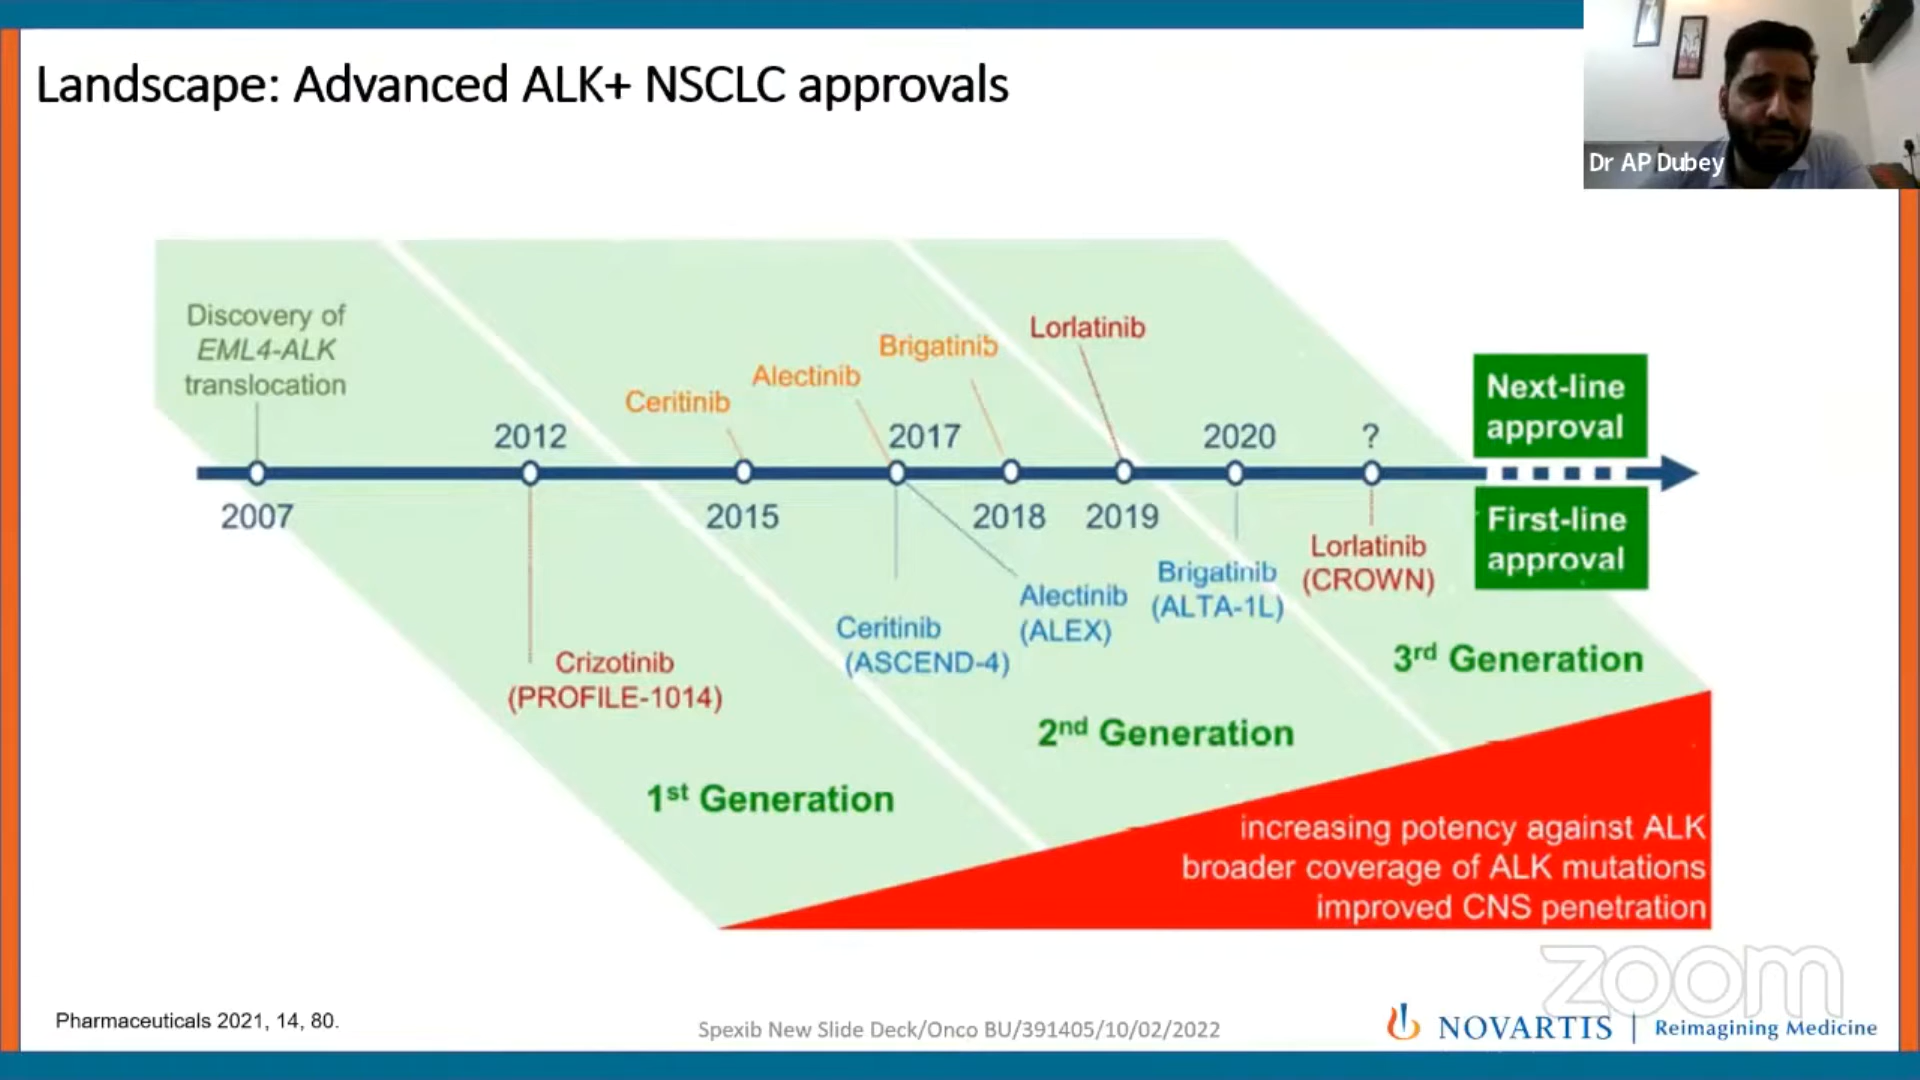 Landscape: Advanced ALK+ NSCLC approvals
Dr AP Dubey
Discovery of
EML4-ALK
translocation
Ceritinib
Alectinib
Brigatinib
Lorlatinib
2012
2017
2020
?
Next-line
approval
2007
2015
2018
2019
First-line
approval
Crizotinib
(PROFILE-1014)
Ceritinib
(ASCEND-4)
Alectinib
(ALEX)
Brigatinib
(ALTA-1L)
Lorlatinib
(CROWN)
1st Generation
2nd Generation
3rd Generation
increasing potency against ALK
broader coverage of ALK mutations
improved CNS penetration
zoom
Pharmaceuticals 2021, 14, 80.
Spexib New Slide Deck/Onco BU/391405/10/02/2022
NOVARTIS | Reimagining Medicine